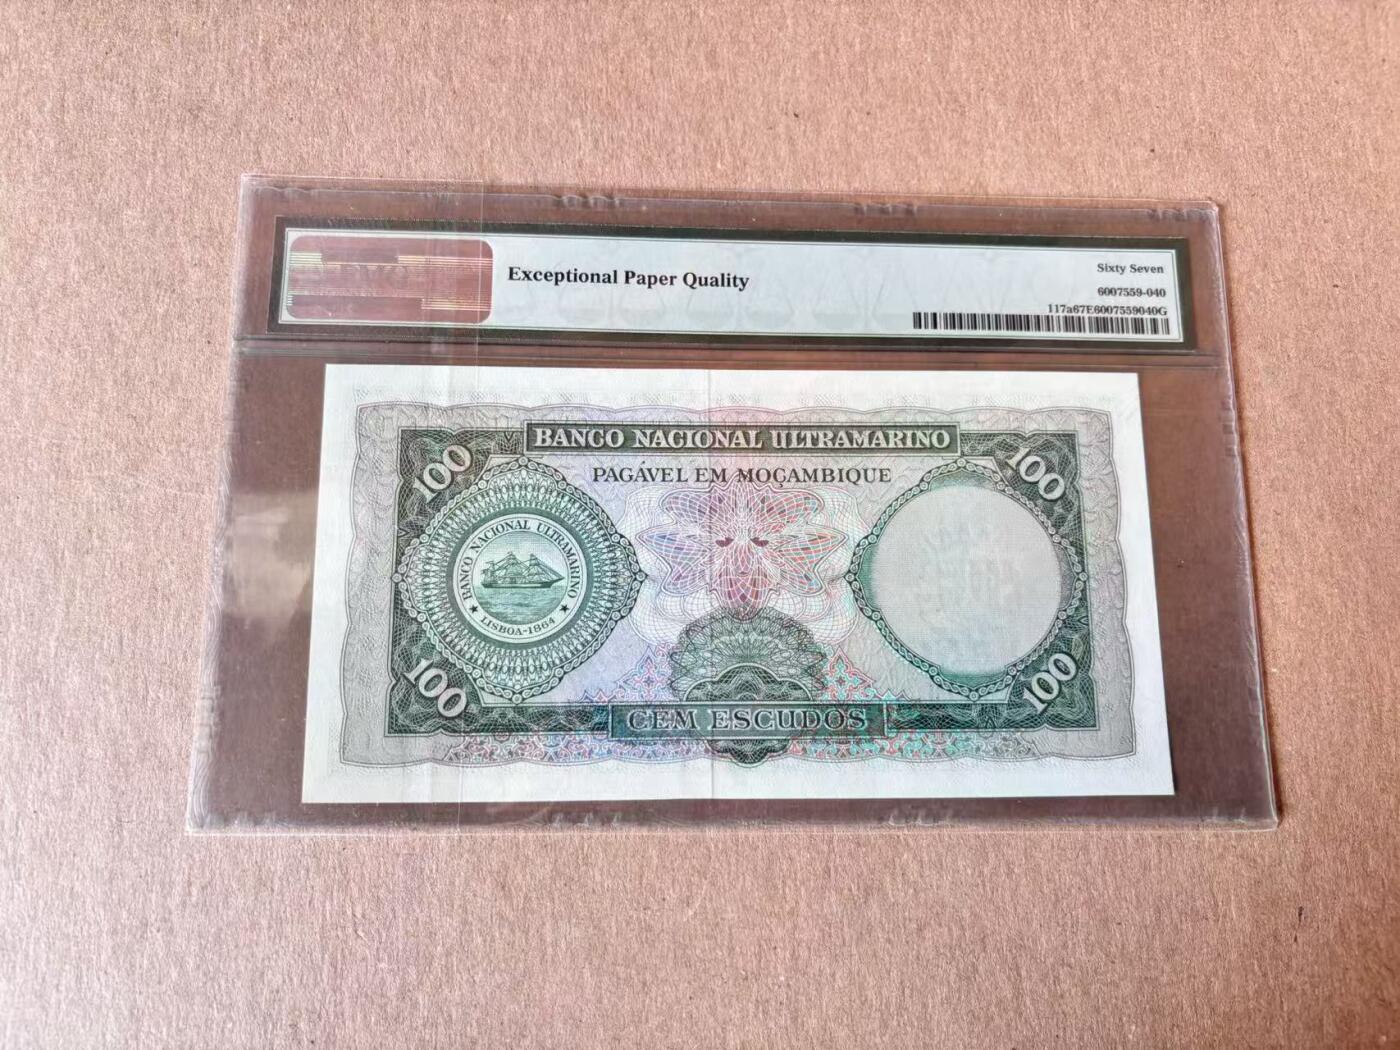 Exceptional Paper Quality
Sixty Seven
6007559-040
117a67E6007559040G
BANCO NACIONAL ULTRAMARINO
PAGÁVEL EM MOÇAMBIQUE
100
100
BANCO NACIONAL ULTRAMARINO
LISBOA-1864
100
100
CEM ESCUDOS